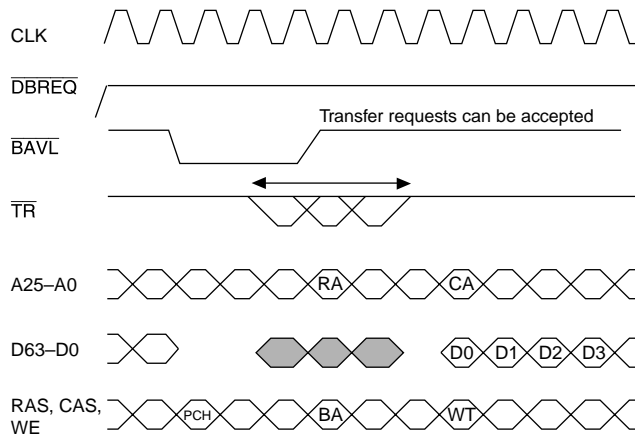 CLK
DBREQ
Transfer requests can be accepted
BAVL
TR
A25–A0
RA
CA
D63–D0
D0
D1
D2
D3
RAS, CAS,
WE
PCH
BA
WT